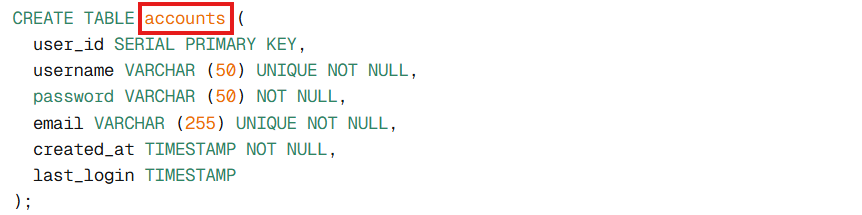 CREATE TABLE accounts (
  user_id SERIAL PRIMARY KEY,
  username VARCHAR (50) UNIQUE NOT NULL,
  password VARCHAR (50) NOT NULL,
  email VARCHAR (255) UNIQUE NOT NULL,
  created_at TIMESTAMP NOT NULL,
  last_login TIMESTAMP
);